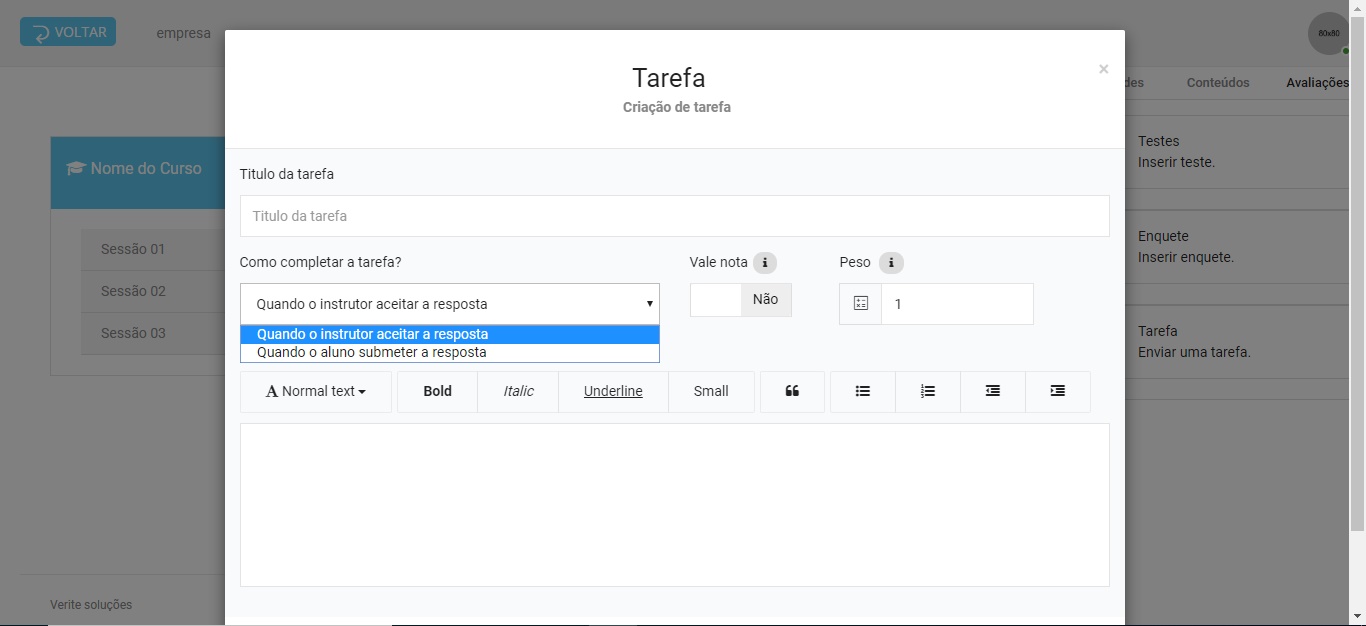 VOLTAR
empresa
80x80
Tarefa
×
Criação de tarefa
des
Conteúdos
Avaliações
Nome do Curso
Sessão 01
Sessão 02
Sessão 03
Titulo da tarefa
Titulo da tarefa
Como completar a tarefa?
Vale nota
Peso
Quando o instrutor aceitar a resposta
Não
1
Quando o instrutor aceitar a resposta
Quando o aluno submeter a resposta
A Normal text
Bold
Italic
Underline
Small
Testes
Inserir teste.
Enquete
Inserir enquete.
Tarefa
Enviar uma tarefa.
Verite soluções